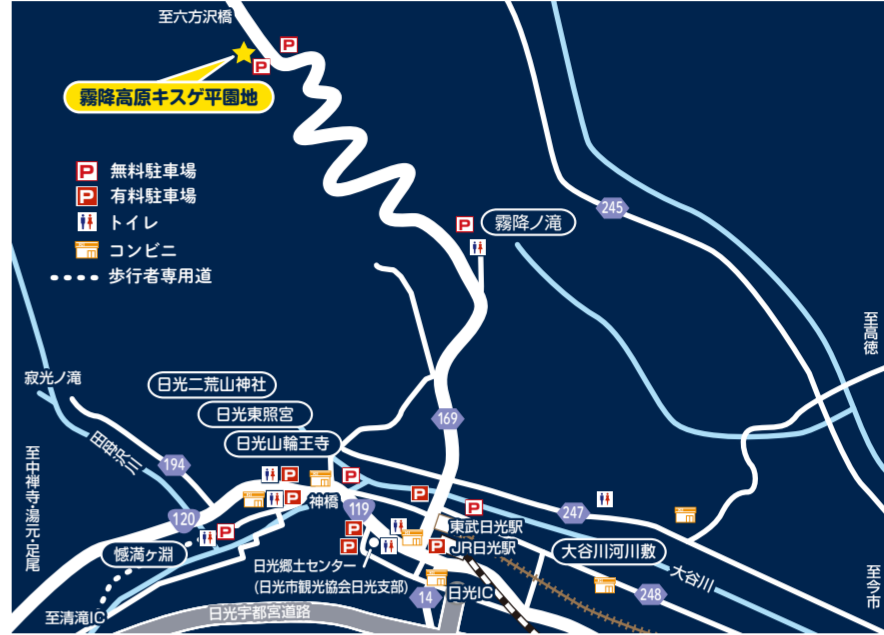 至六方沢橋
P
P
霧降高原キスゲ平園地
P 無料駐車場
P 有料駐車場
トイレ
コンビニ
歩行者専用道
245
P
霧降ノ滝
至高徳
寂光ノ滝
日光二荒山神社
日光東照宮
日光山輪王寺
169
田母沢川
194
至中禅寺・湯元・足尾
P
P
P
神橋
P
P
119
120
P
247
憾満ヶ淵
P
P
P
東武日光駅
P
JR日光駅
大谷川河川敷
大谷川
日光郷土センター
(日光市観光協会日光支部)
14
日光IC
248
至今市
至清滝IC
日光宇都宮道路